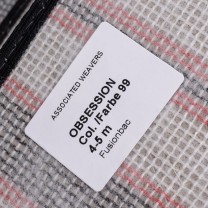 ASSOCIATED WEAVERS
OBSESSION
Col. /Farbe 99
4-5 m
Fusionbac